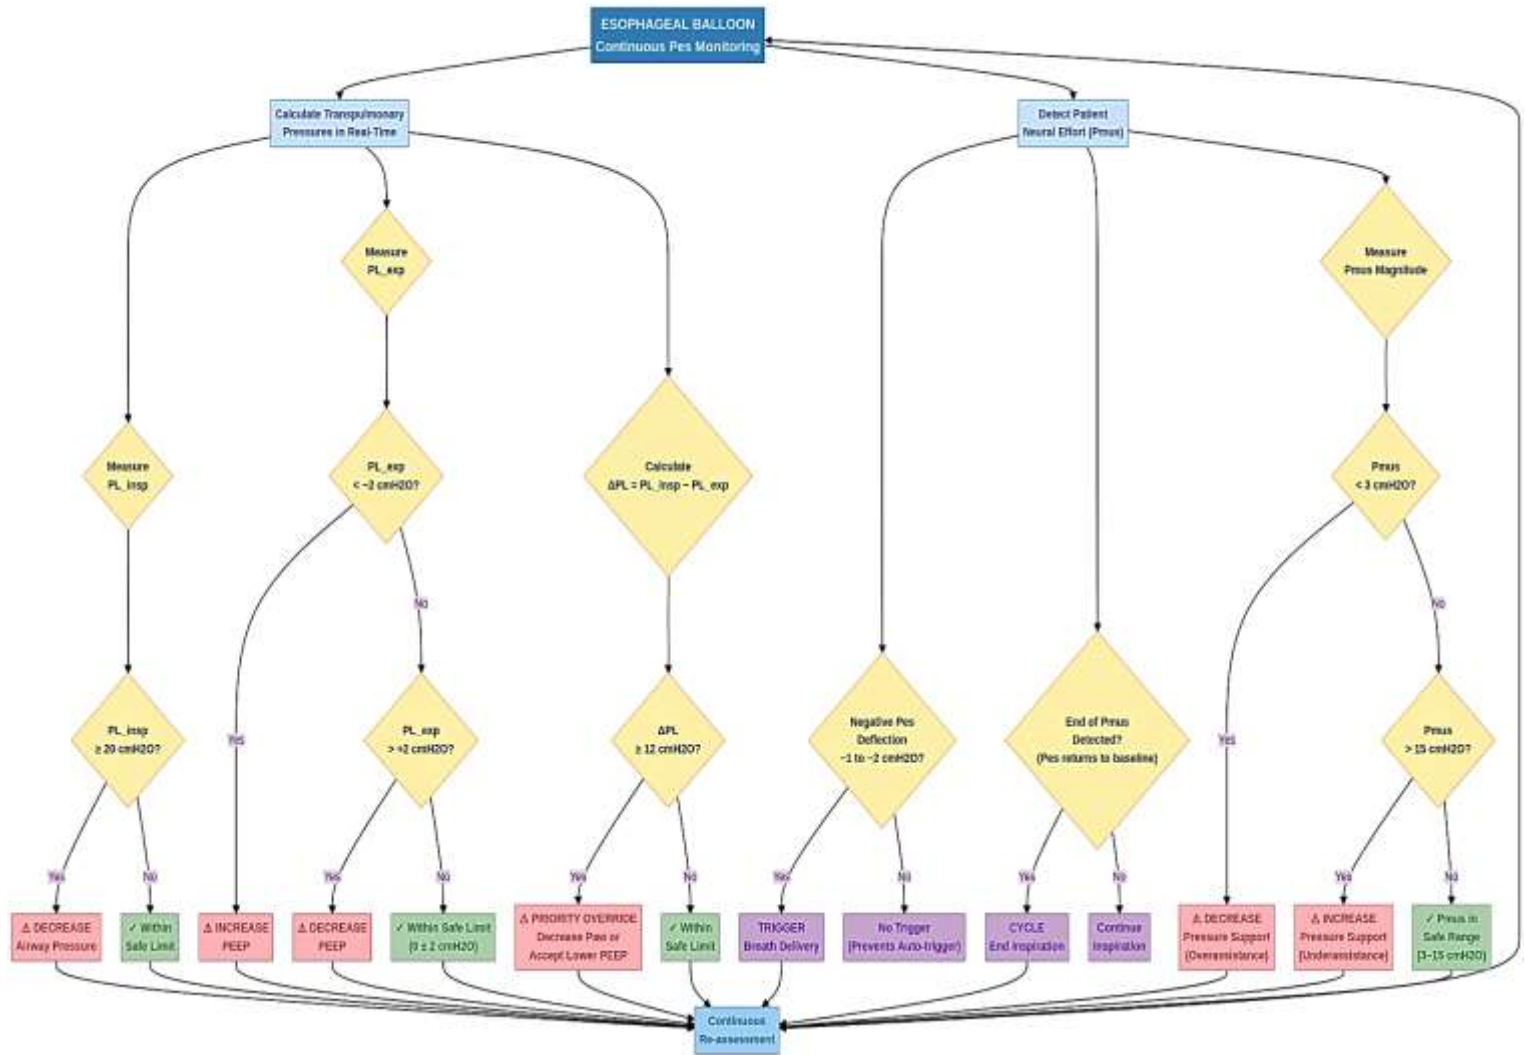 ESOPHAGEAL BALLOON
Continuous Pes Monitoring
Calculate Transpulmonary
Pressures in Real-Time
Detect Patient
Neural Effort (Pmus)
Measure
PL_exp
Measure
Pmus Magnitude
Measure
PL_insp
PL_exp
< −2 cmH2O?
Calculate
ΔPL = PL_insp − PL_exp
Pmus
< 3 cmH2O?
No
No
PL_insp
≥ 20 cmH2O?
Yes
PL_exp
> +2 cmH2O?
ΔPL
≥ 12 cmH2O?
Negative Pes
Deflection
−1 to −2 cmH2O?
End of Pmus
Detected?
(Pes returns to baseline)
Yes
Pmus
> 15 cmH2O?
Yes
No
Yes
No
Yes
No
Yes
No
Yes
No
Yes
No
⚠ DECREASE
Airway Pressure
✓ Within
Safe Limit
⚠ INCREASE
PEEP
⚠ DECREASE
PEEP
✓ Within Safe Limit
(0 ± 2 cmH2O)
⚠ PRIORITY OVERRIDE
Decrease Paw or
Accept Lower PEEP
✓ Within
Safe Limit
TRIGGER
Breath Delivery
No Trigger
(Prevents Auto-trigger)
CYCLE
End Inspiration
Continue
Inspiration
⚠ DECREASE
Pressure Support
(Overassistance)
⚠ INCREASE
Pressure Support
(Underassistance)
✓ Pmus in
Safe Range
(3–15 cmH2O)
Continuous
Re-assessment